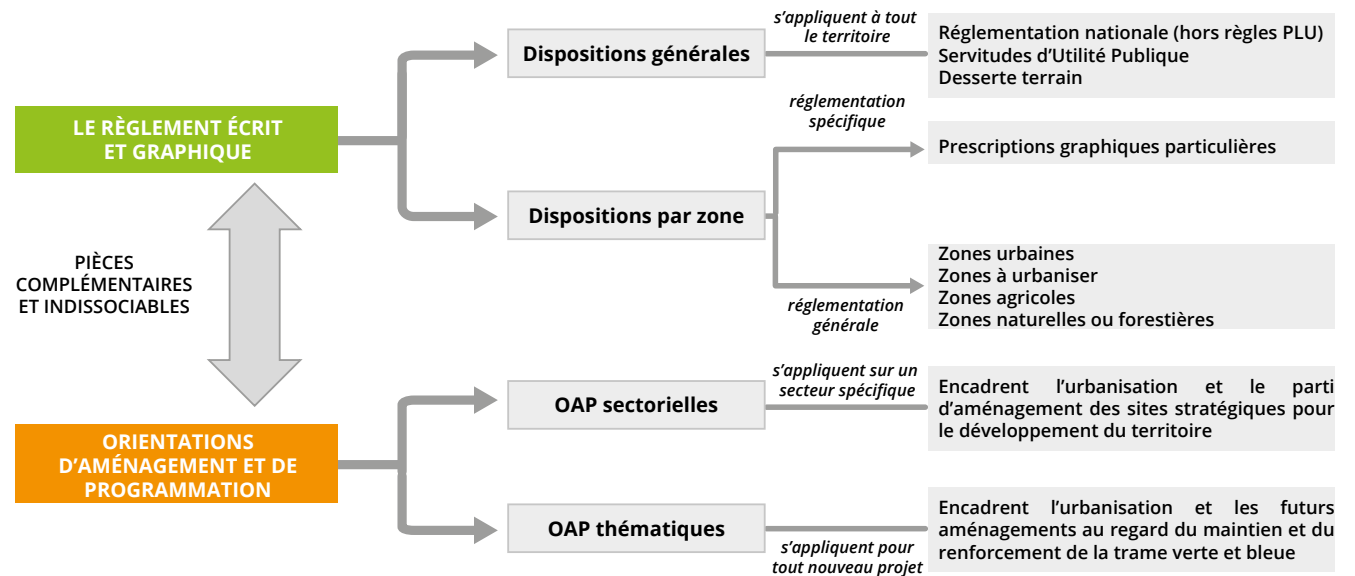 s'appliquent à tout
le territoire
Dispositions générales
Réglementation nationale (hors règles PLU)
Servitudes d'Utilité Publique
Desserte terrain
LE RÈGLEMENT ÉCRIT
ET GRAPHIQUE
réglementation
spécifique
Prescriptions graphiques particulières
Dispositions par zone
réglementation
générale
Zones urbaines
Zones à urbaniser
Zones agricoles
Zones naturelles ou forestières
PIÈCES
COMPLÉMENTAIRES
ET INDISSOCIABLES
ORIENTATIONS
D'AMÉNAGEMENT ET DE
PROGRAMMATION
OAP sectorielles
s'appliquent sur un
secteur spécifique
Encadrent l'urbanisation et le parti
d'aménagement des sites stratégiques pour
le développement du territoire
OAP thématiques
s'appliquent pour
tout nouveau projet
Encadrent l'urbanisation et les futurs
aménagements au regard du maintien et du
renforcement de la trame verte et bleue